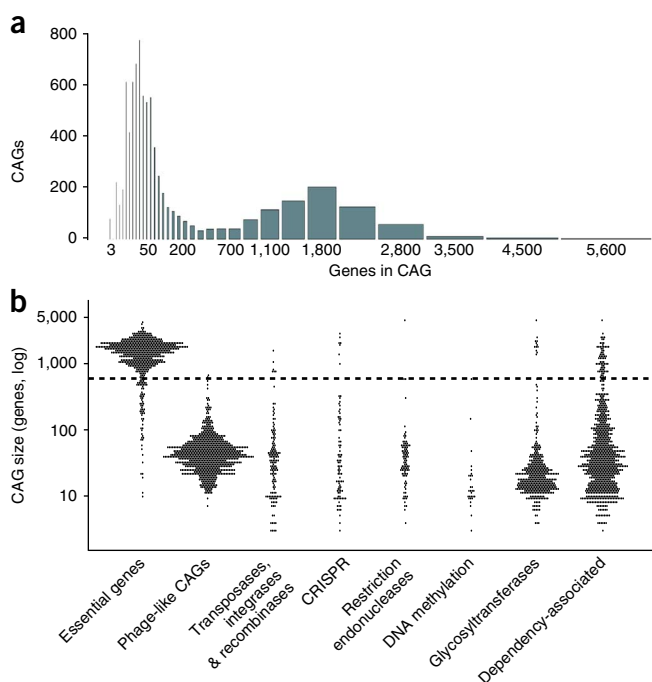 a
800
600
400
200
0
CAGs
3 50 200 700 1,100 1,800 2,800 3,500 4,500 5,600
Genes in CAG
b
5,000
1,000
100
10
CAG size (genes, log)
Essential genes
Phage-like CAGs
Transposases,
integrases
& recombinases
CRISPR
Restriction
endonucleases
DNA methylation
Glycosyltransferases
Dependency-associated